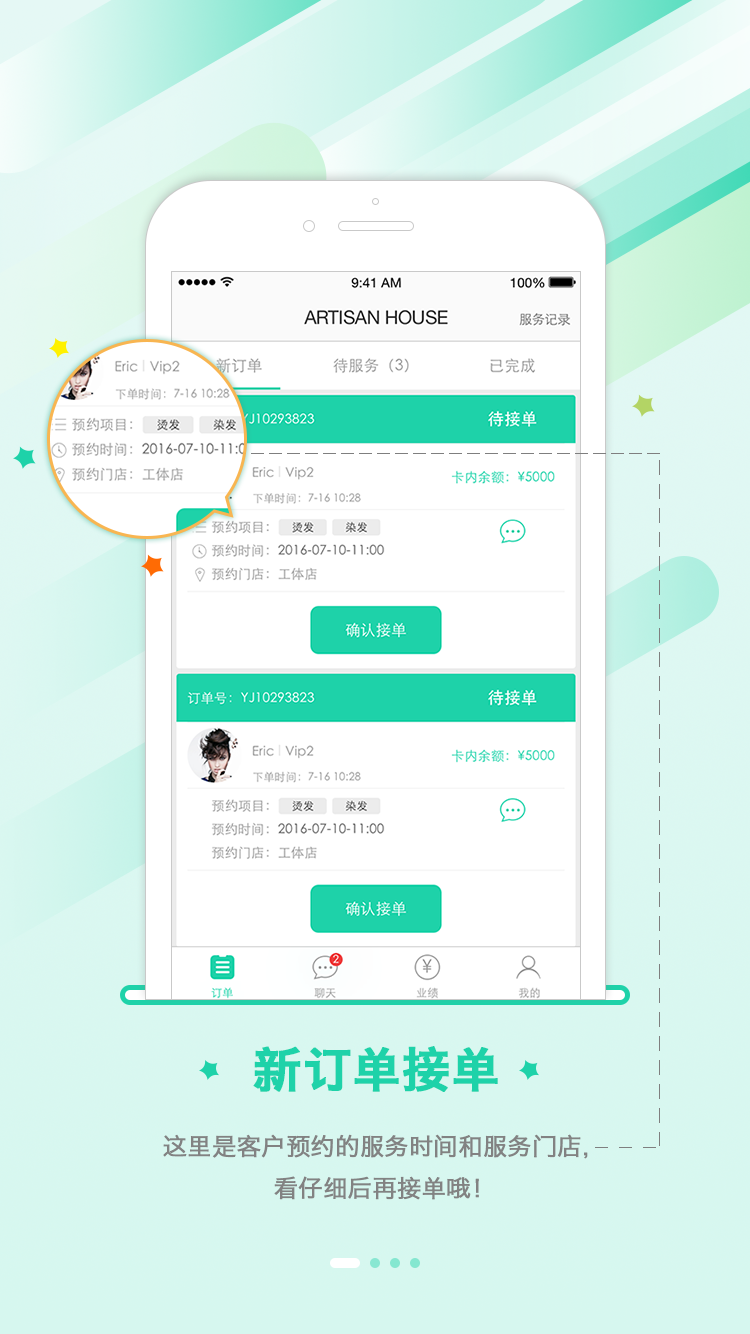 9:41 AM
100%
ARTISAN HOUSE
服务记录
新订单
待服务（3）
已完成
Eric | Vip2
下单时间：7-16 10:28
预约项目： 烫发 染发
预约时间：2016-07-10-11:0
预约门店：工体店
YJ10293823
待接单
Eric | Vip2
卡内余额：¥5000
下单时间：7-16 10:28
预约项目： 烫发 染发
预约时间：2016-07-10-11:00
预约门店：工体店
确认接单
订单号：YJ10293823
待接单
Eric | Vip2
卡内余额：¥5000
下单时间：7-16 10:28
预约项目： 烫发 染发
预约时间：2016-07-10-11:00
预约门店：工体店
确认接单
2
订单
聊天
业绩
我的
新订单接单
这里是客户预约的服务时间和服务门店，
看仔细后再接单哦！